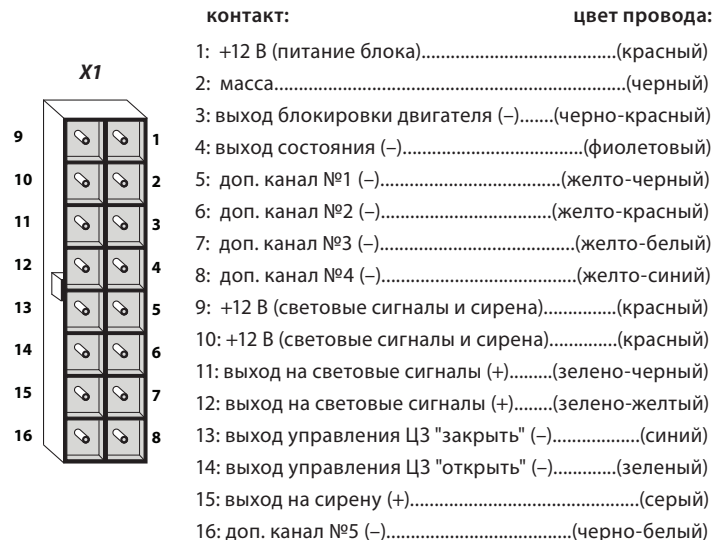 контакт: цвет провода:
X1
1: +12 В (питание блока)......................................(красный)
2: масса.....................................................................(черный)
3: выход блокировки двигателя (–).......(черно-красный)
4: выход состояния (–)....................................(фиолетовый)
5: доп. канал №1 (–)....................................(желто-черный)
6: доп. канал №2 (–)..................................(желто-красный)
7: доп. канал №3 (–).......................................(желто-белый)
8: доп. канал №4 (–).......................................(желто-синий)
9: +12 В (световые сигналы и сирена)...............(красный)
10: +12 В (световые сигналы и сирена)..............(красный)
11: выход на световые сигналы (+).........(зелено-черный)
12: выход на световые сигналы (+)........(зелено-желтый)
13: выход управления ЦЗ "закрыть" (–).................(синий)
14: выход управления ЦЗ "открыть" (–).............(зеленый)
15: выход на сирену (+).............................................(серый)
16: доп. канал №5 (–).....................................(черно-белый)
9 1
10 2
11 3
12 4
13 5
14 6
15 7
16 8